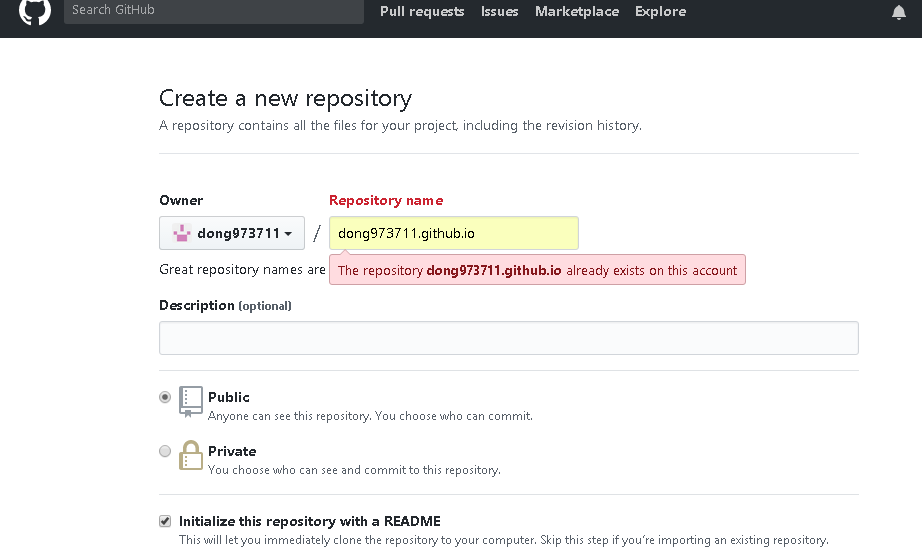 Search GitHub
Pull requests Issues Marketplace Explore
Create a new repository
A repository contains all the files for your project, including the revision history.
Owner Repository name
dong973711 / dong973711.github.io
Great repository names are The repository dong973711.github.io already exists on this account
Description (optional)
Public
Anyone can see this repository. You choose who can commit.
Private
You choose who can see and commit to this repository.
Initialize this repository with a README
This will let you immediately clone the repository to your computer. Skip this step if you're importing an existing repository.